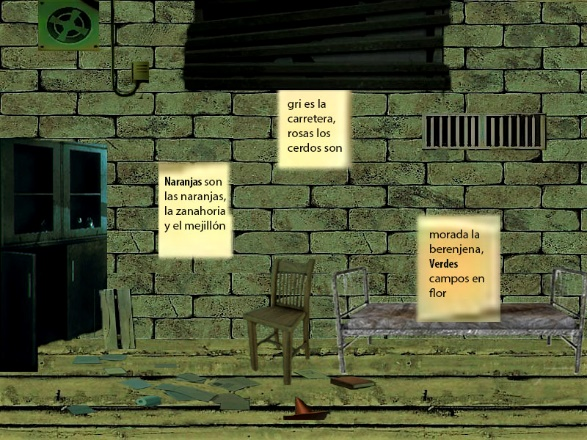 gri es la
carretera,
rosas los
cerdos son
Naranjas son
las naranjas,
la zanahoria
y el mejillón
morada la
berenjena,
Verdes
campos en
flor